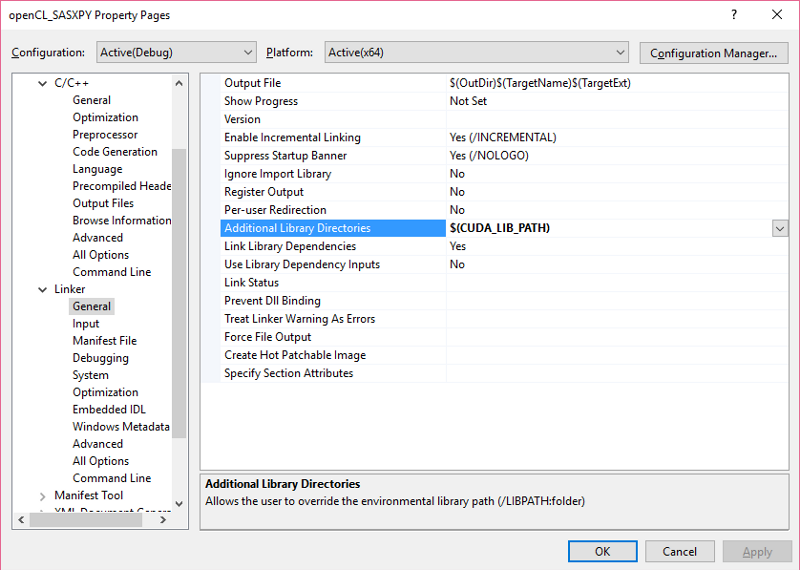 openCL_SASXPY Property Pages
?
Configuration: Active(Debug) Platform: Active(x64) Configuration Manager...
C/C++
General
Optimization
Preprocessor
Code Generation
Language
Precompiled Heade
Output Files
Browse Information
Advanced
All Options
Command Line
Linker
General
Input
Manifest File
Debugging
System
Optimization
Embedded IDL
Windows Metadata
Advanced
All Options
Command Line
Manifest Tool
XML Document Genera
Output File $(OutDir)$(TargetName)$(TargetExt)
Show Progress Not Set
Version
Enable Incremental Linking Yes (/INCREMENTAL)
Suppress Startup Banner Yes (/NOLOGO)
Ignore Import Library No
Register Output No
Per-user Redirection No
Additional Library Directories $(CUDA_LIB_PATH)
Link Library Dependencies Yes
Use Library Dependency Inputs No
Link Status
Prevent Dll Binding
Treat Linker Warning As Errors
Force File Output
Create Hot Patchable Image
Specify Section Attributes
Additional Library Directories
Allows the user to override the environmental library path (/LIBPATH:folder)
OK Cancel Apply